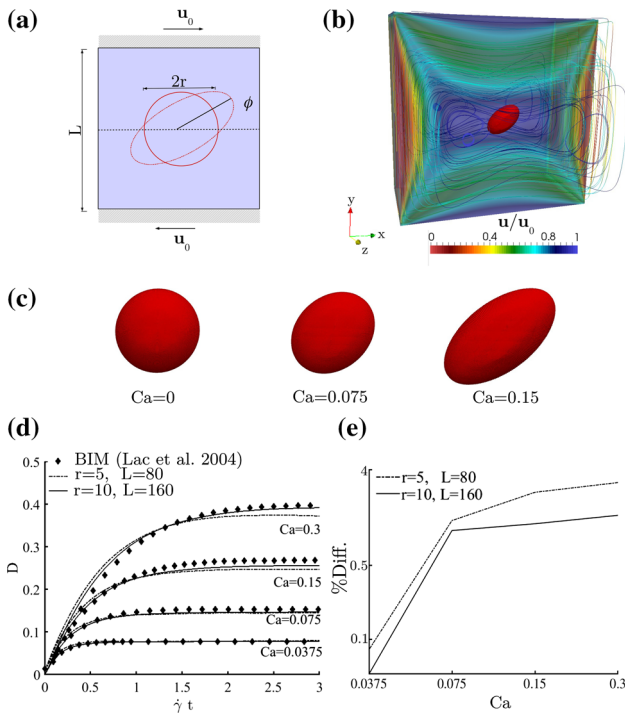 (a)
u₀
2r
ϕ
L
u₀
(b)
y
x
z
u/u₀
0 0.4 0.8 1
(c)
Ca=0 Ca=0.075 Ca=0.15
(d)
BIM (Lac et al. 2004)
r=5, L=80
r=10, L=160
0.5
0.4
0.3
0.2
0.1
0
D
Ca=0.3
Ca=0.15
Ca=0.075
Ca=0.0375
0 0.5 1 1.5 2 2.5 3
γ̇ t
(e)
r=5, L=80
r=10, L=160
4
0.5
0.1
%Diff.
0.0375 0.075 0.15 0.3
Ca